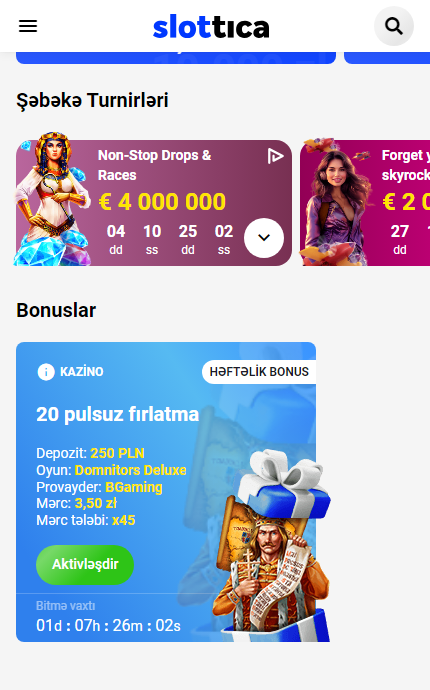 slottica
Şəbəkə Turnirləri
Non-Stop Drops &
Races
€ 4 000 000
04 10 25 02
dd ss dd ss
Forget y
skyrock
€ 2 0
27
dd
Bonuslar
KAZİNO
HƏFTƏLİK BONUS
20 pulsuz fırlatma
Depozit: 250 PLN
Oyun: Domnitors Deluxe
Provayder: BGaming
Mərc: 3,50 zł
Mərc tələbi: x45
Aktivləşdir
Bitmə vaxtı
01d : 07h : 26m : 02s